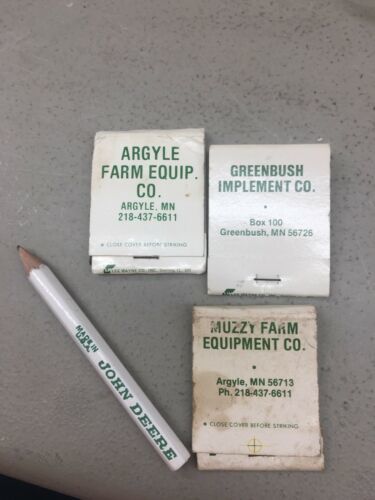 ARGYLE
FARM EQUIP.
CO.
ARGYLE, MN
218-437-6611
CLOSE COVER BEFORE STRIKING
GREENBUSH
IMPLEMENT CO.
Box 100
Greenbush, MN 56726
MUZZY FARM
EQUIPMENT CO.
Argyle, MN 56713
Ph. 218-437-6611
CLOSE COVER BEFORE STRIKING
MADE IN
U.S.A.
JOHN DEERE